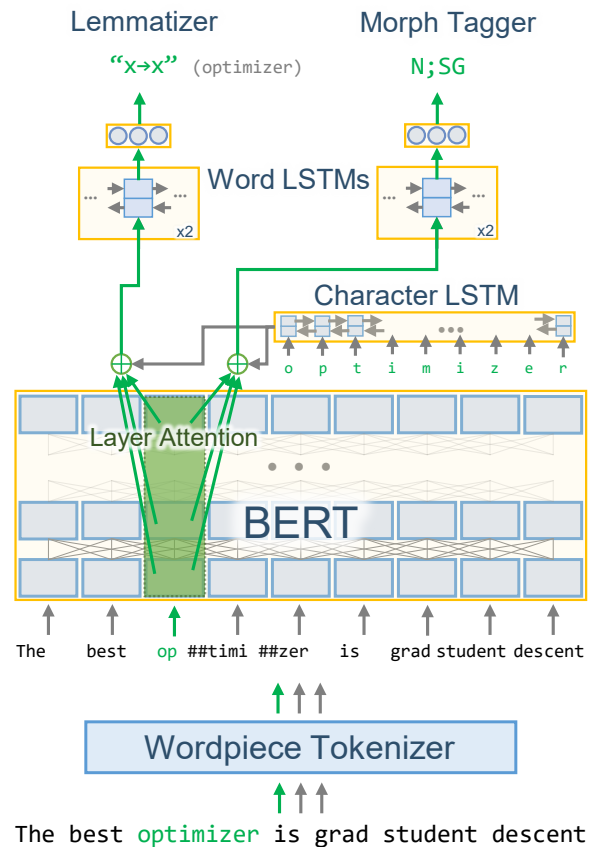 Lemmatizer Morph Tagger
“x→x” (optimizer) N;SG
Word LSTMs
... ... ... ...
x2 x2
Character LSTM
...
o p t i m i z e r
Layer Attention
...
BERT
The best op ##timi ##zer is grad student descent
Wordpiece Tokenizer
The best optimizer is grad student descent